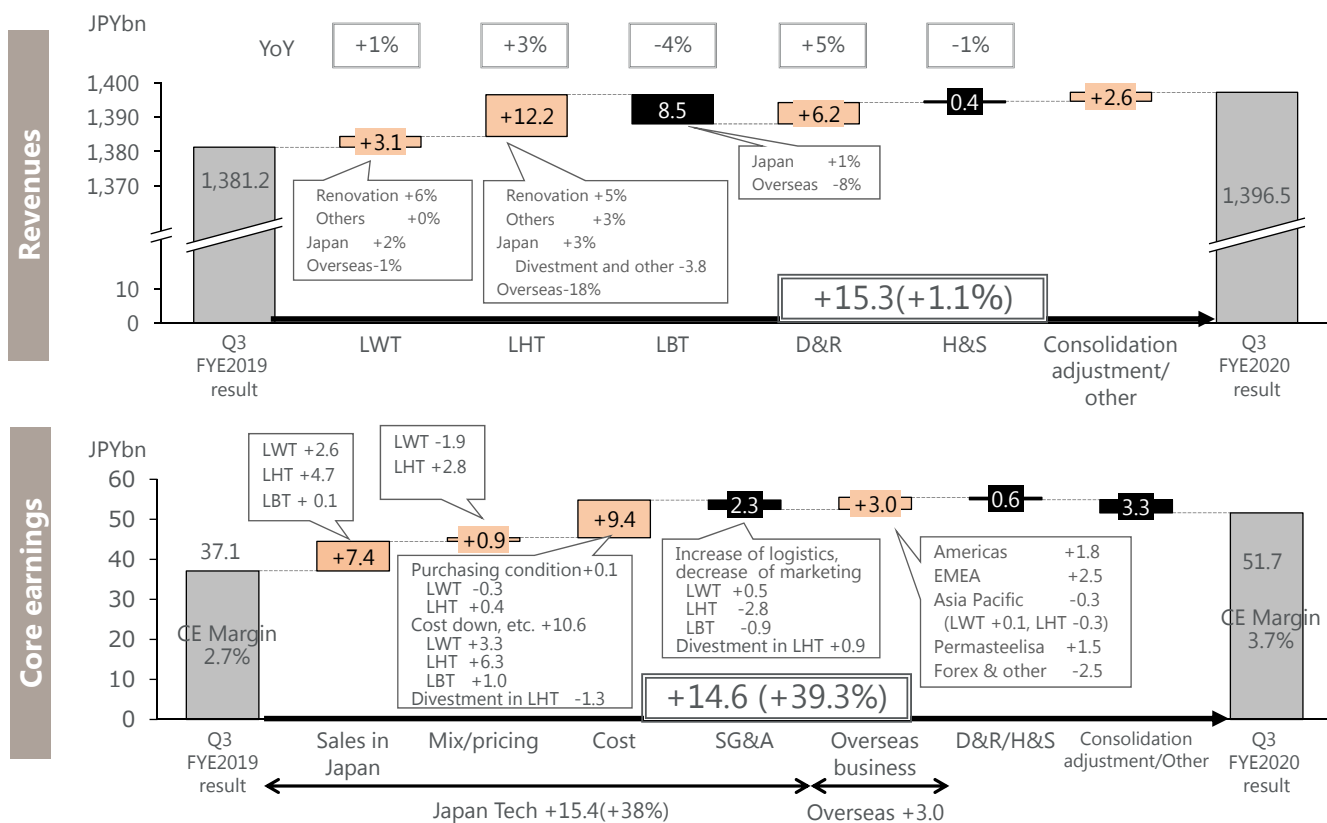 JPYbn
YoY
+1%
+3%
-4%
+5%
-1%
Revenues
1,400
1,390
1,380
1,370
10
0
1,381.2
+3.1
+12.2
8.5
+6.2
0.4
+2.6
1,396.5
Renovation +6%
Others +0%
Japan +2%
Overseas-1%
Renovation +5%
Others +3%
Japan +3%
Divestment and other -3.8
Overseas-18%
Japan +1%
Overseas -8%
+15.3(+1.1%)
Q3
FYE2019
result
LWT
LHT
LBT
D&R
H&S
Consolidation
adjustment/
other
Q3
FYE2020
result
Core earnings
JPYbn
60
50
40
30
20
10
0
LWT +2.6
LHT +4.7
LBT + 0.1
LWT -1.9
LHT +2.8
37.1
CE Margin
2.7%
+7.4
+0.9
+9.4
2.3
+3.0
0.6
3.3
51.7
CE Margin
3.7%
Purchasing condition+0.1
LWT -0.3
LHT +0.4
Cost down, etc. +10.6
LWT +3.3
LHT +6.3
LBT +1.0
Divestment in LHT -1.3
Increase of logistics,
decrease of marketing
LWT +0.5
LHT -2.8
LBT -0.9
Divestment in LHT +0.9
Americas +1.8
EMEA +2.5
Asia Pacific -0.3
(LWT +0.1, LHT -0.3)
Permasteelisa +1.5
Forex & other -2.5
+14.6 (+39.3%)
Q3
FYE2019
result
Sales in
Japan
Mix/pricing
Cost
SG&A
Overseas
business
D&R/H&S
Consolidation
adjustment/Other
Q3
FYE2020
result
Japan Tech +15.4(+38%)
Overseas +3.0